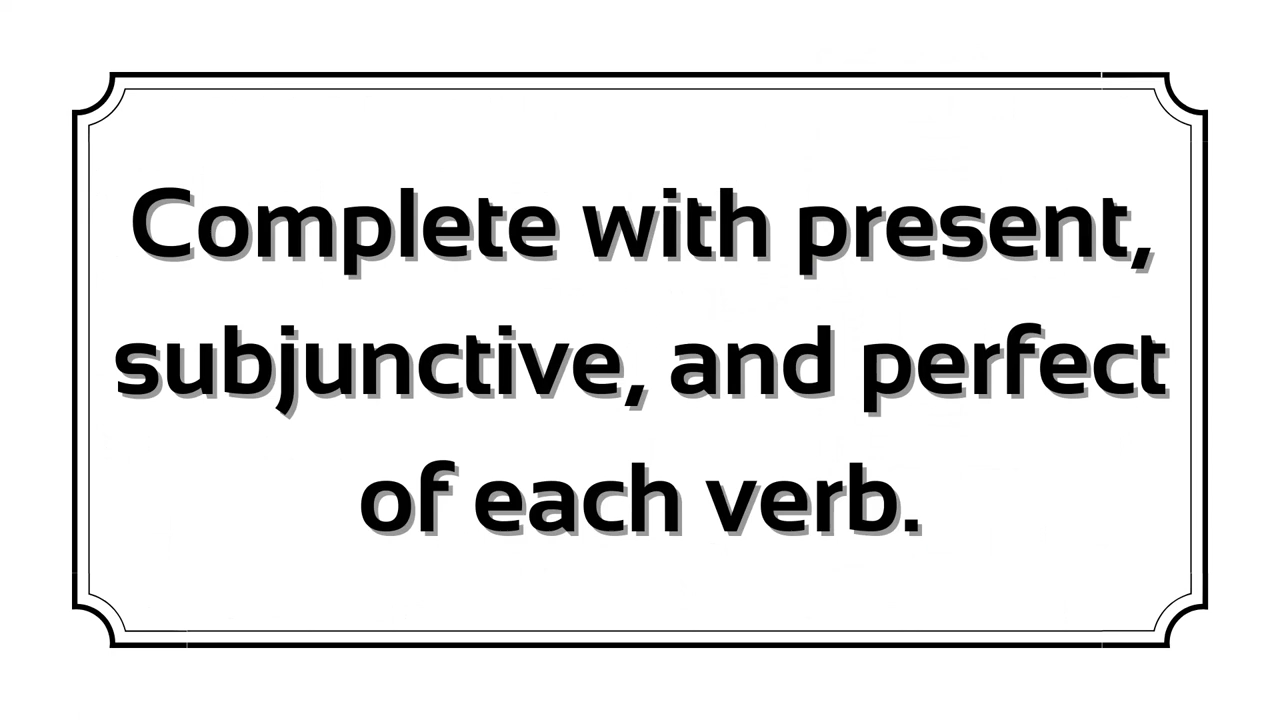 Complete with present,
subjunctive, and perfect
of each verb.